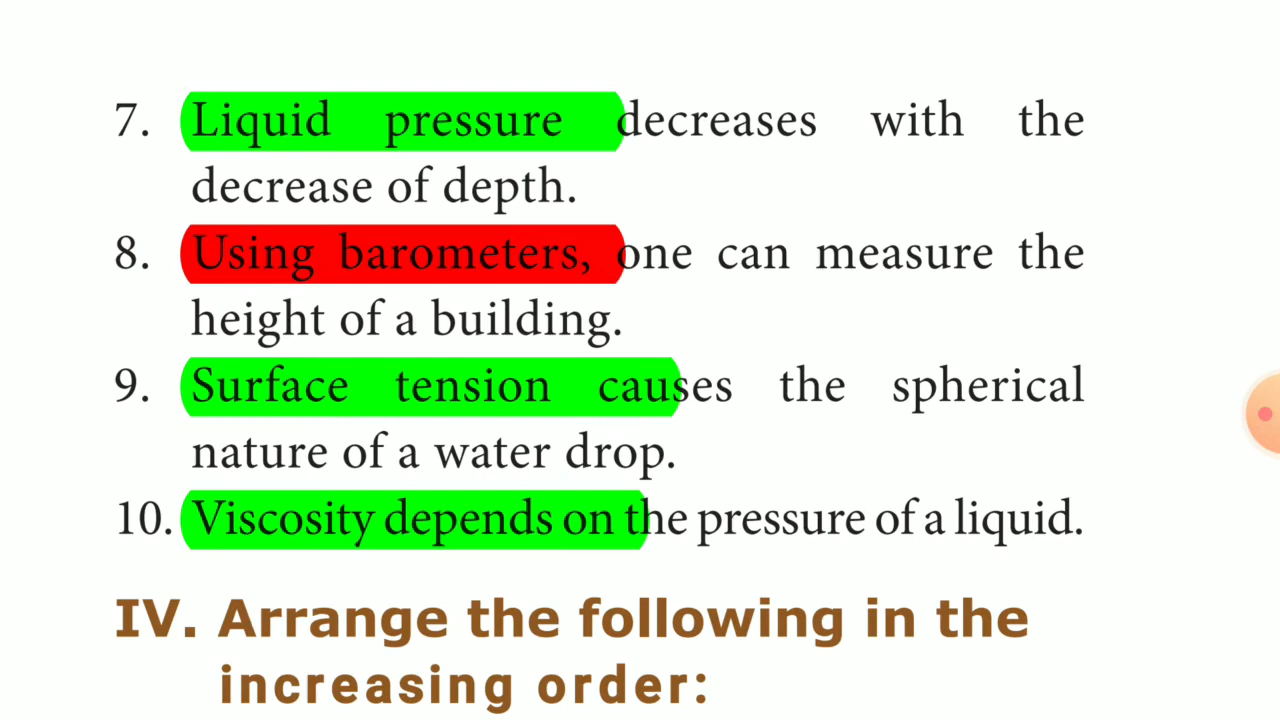 7. Liquid pressure decreases with the
decrease of depth.
8. Using barometers, one can measure the
height of a building.
9. Surface tension causes the spherical
nature of a water drop.
10. Viscosity depends on the pressure of a liquid.
IV. Arrange the following in the
increasing order: